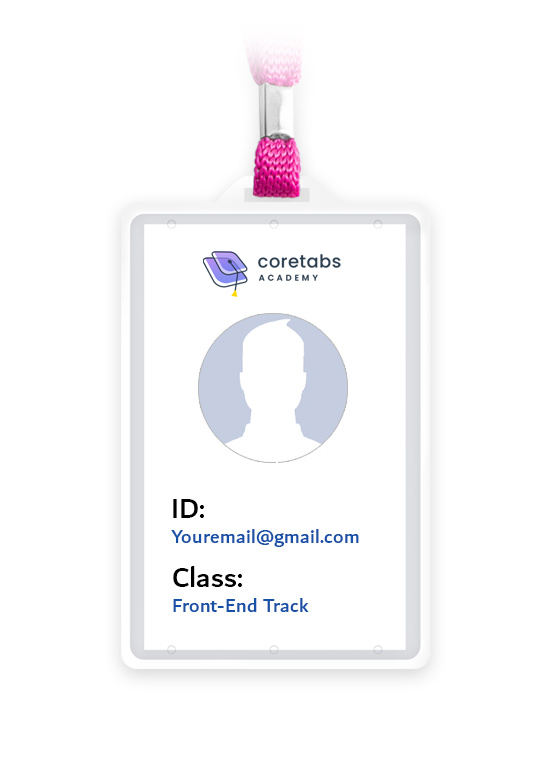 coretabs
ACADEMY
ID:
Youremail@gmail.com
Class:
Front-End Track